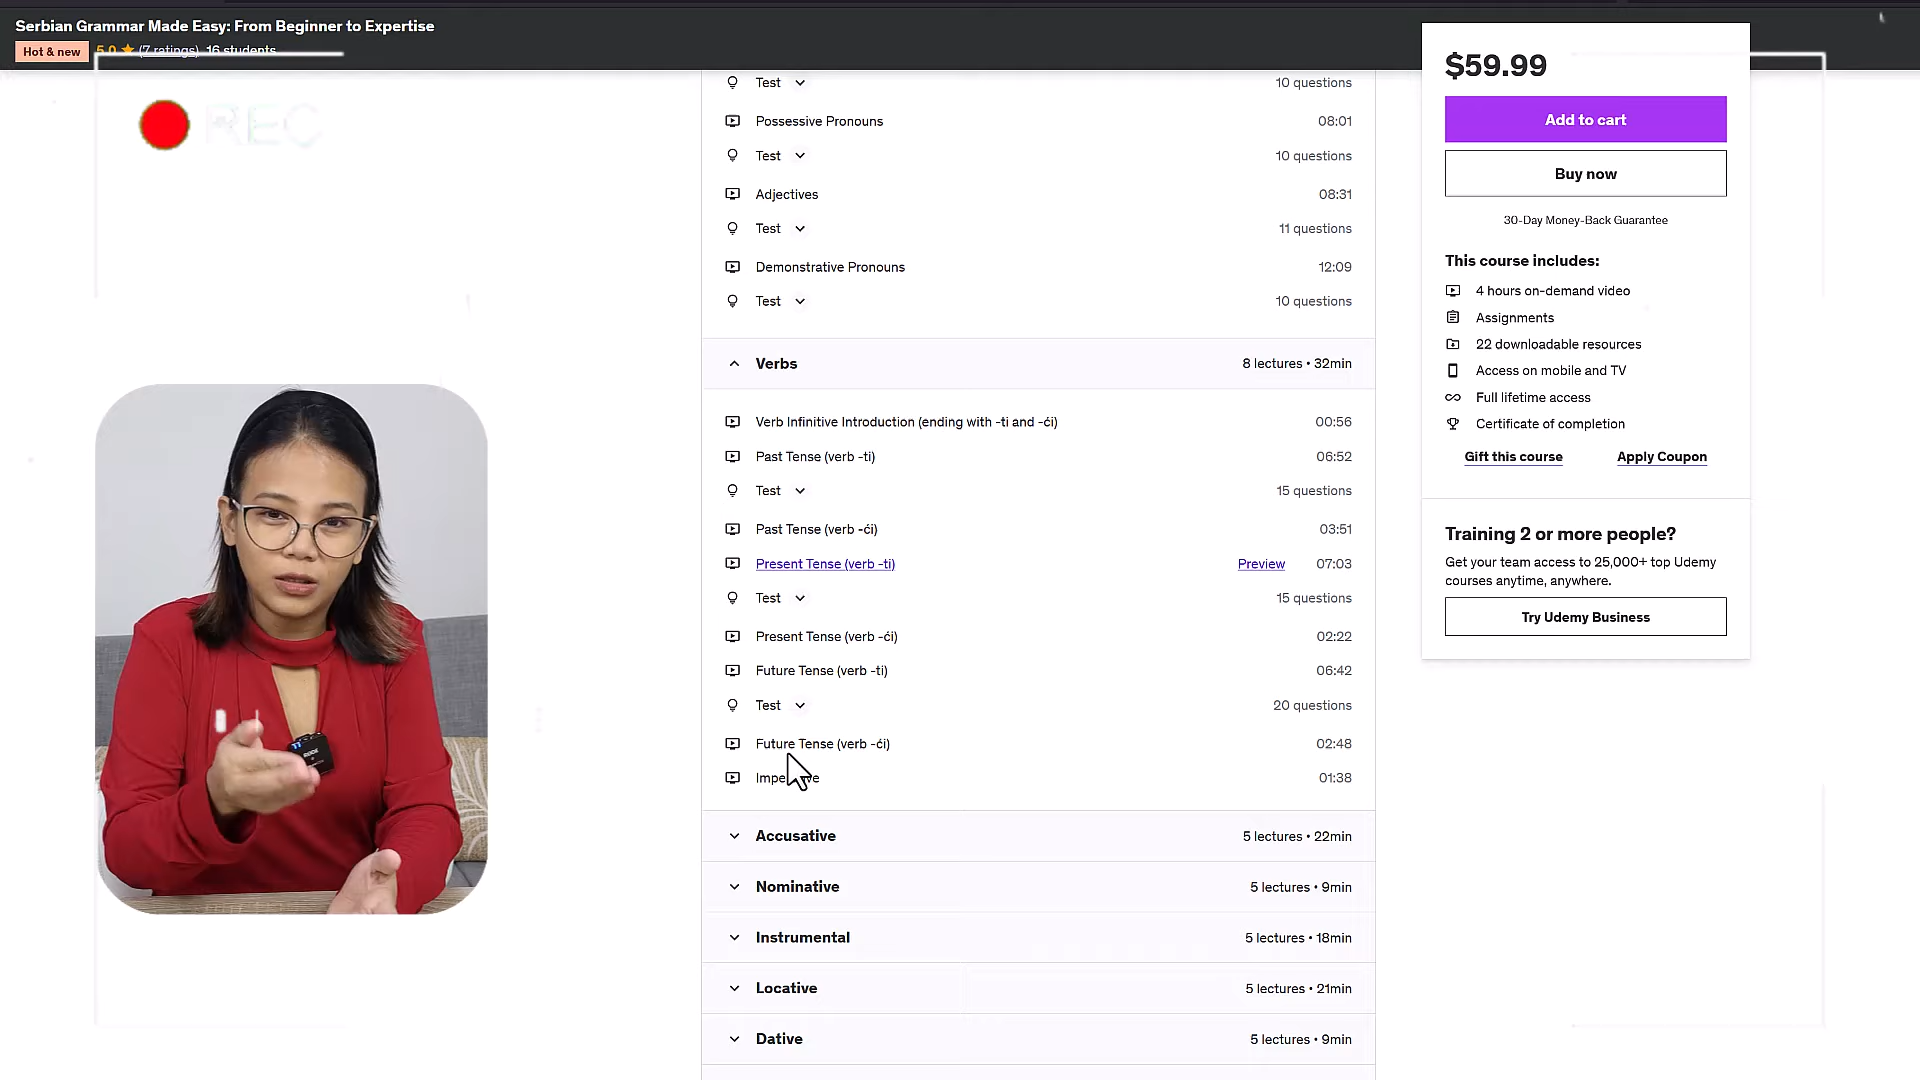 Serbian Grammar Made Easy: From Beginner to Expertise
Hot & new 5.0 (7 ratings) 16 students
REC
Test 10 questions
Possessive Pronouns 08:01
Test 10 questions
Adjectives 08:31
Test 11 questions
Demonstrative Pronouns 12:09
Test 10 questions
Verbs 8 lectures • 32min
Verb Infinitive Introduction (ending with -ti and -ći) 00:56
Past Tense (verb -ti) 06:52
Test 15 questions
Past Tense (verb -ći) 03:51
Present Tense (verb -ti) Preview 07:03
Test 15 questions
Present Tense (verb -ći) 02:22
Future Tense (verb -ti) 06:42
Test 20 questions
Future Tense (verb -ći) 02:48
Imperative 01:38
Accusative 5 lectures • 22min
Nominative 5 lectures • 9min
Instrumental 5 lectures • 18min
Locative 5 lectures • 21min
Dative 5 lectures • 9min
$59.99
Add to cart
Buy now
30-Day Money-Back Guarantee
This course includes:
4 hours on-demand video
Assignments
22 downloadable resources
Access on mobile and TV
Full lifetime access
Certificate of completion
Gift this course Apply Coupon
Training 2 or more people?
Get your team access to 25,000+ top Udemy
courses anytime, anywhere.
Try Udemy Business
RODE